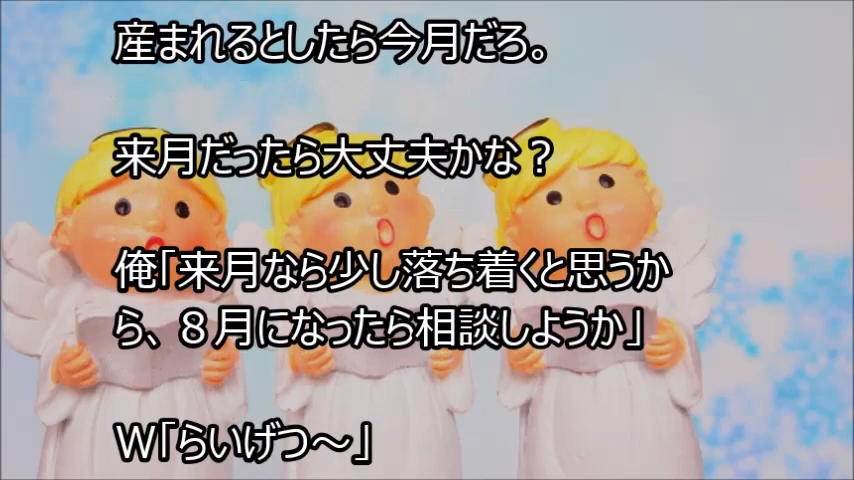 産まれるとしたら今月だろ。
来月だったら大丈夫かな？
俺「来月なら少し落ち着くと思うか
ら、８月になったら相談しようか」
Ｗ「らいげつ～」